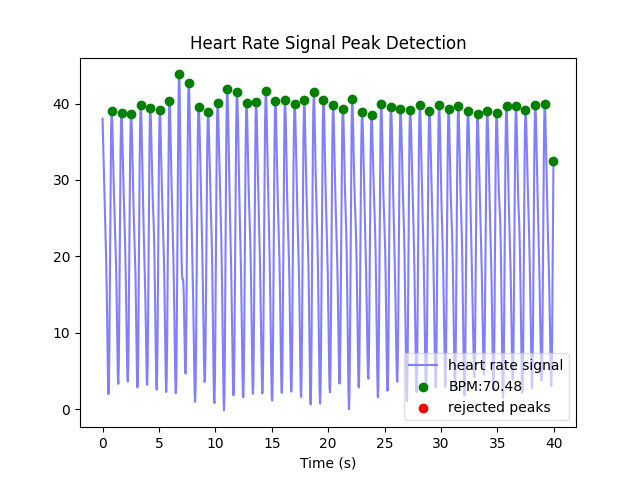 Heart Rate Signal Peak Detection
40
30
20
10
0
heart rate signal
BPM:70.48
rejected peaks
0 5 10 15 20 25 30 35 40
Time (s)